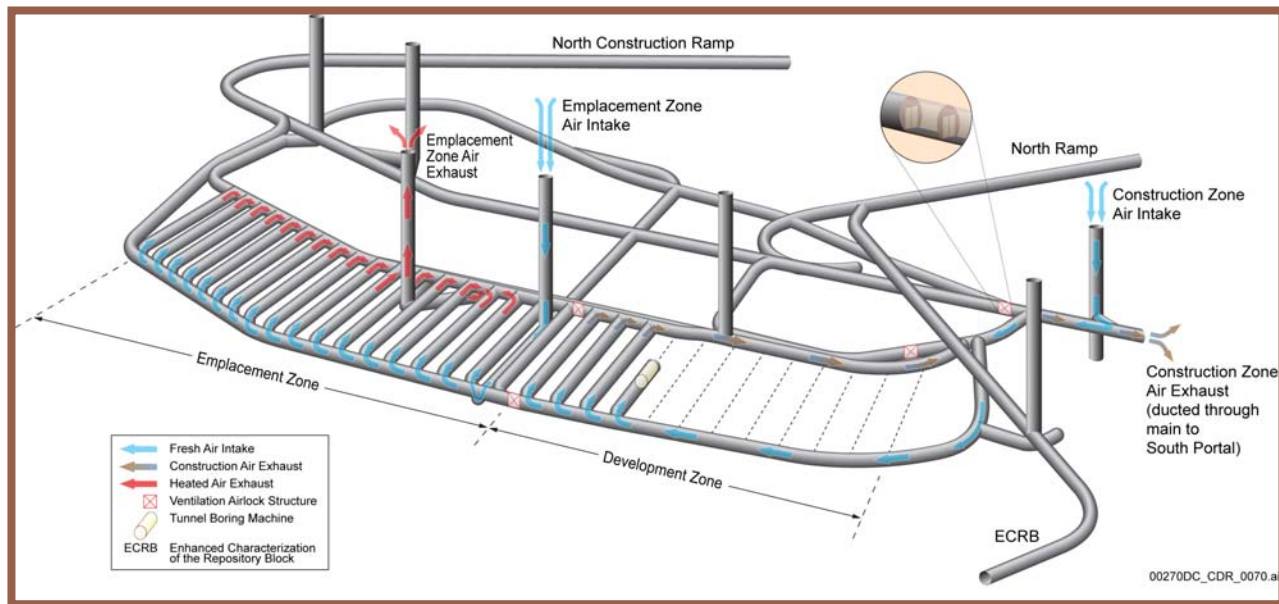 North Construction Ramp
Emplacement Zone
Air Intake
Emplacement
Zone Air
Exhaust
North Ramp
Construction Zone
Air Intake
Construction Zone
Air Exhaust
(ducted through
main to
South Portal)
Emplacement Zone
Development Zone
Fresh Air Intake
Construction Air Exhaust
Heated Air Exhaust
Ventilation Airlock Structure
Tunnel Boring Machine
ECRB Enhanced Characterization
of the Repository Block
ECRB
00270DC_CDR_0070.ai